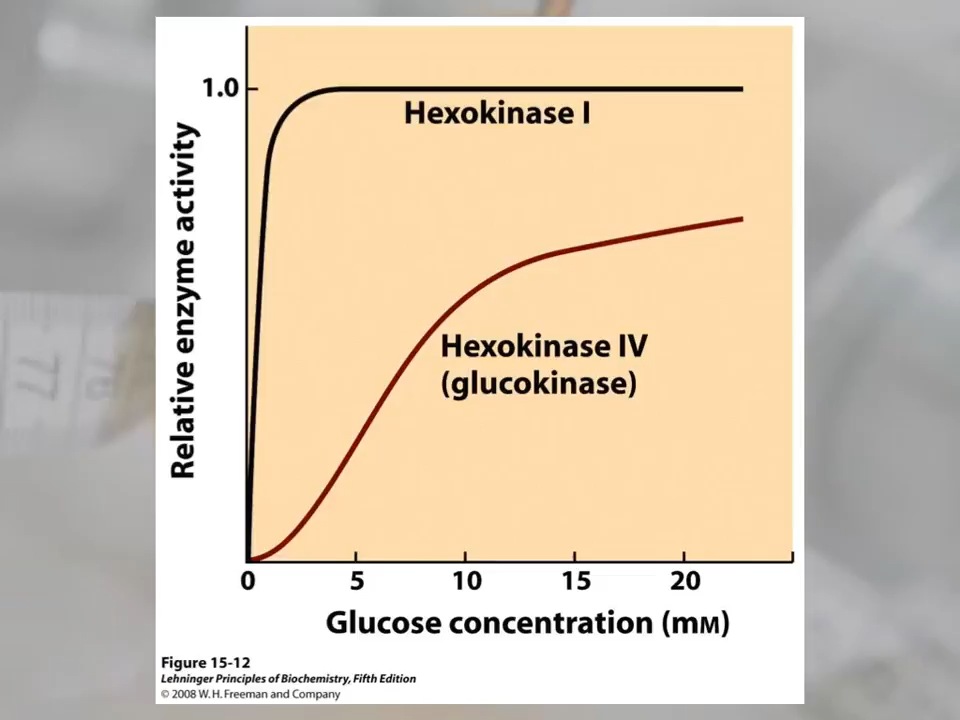 1.0
Hexokinase I
Relative enzyme activity
Hexokinase IV
(glucokinase)
0 5 10 15 20
Glucose concentration (mM)
Figure 15-12
Lehninger Principles of Biochemistry, Fifth Edition
© 2008 W. H. Freeman and Company
77